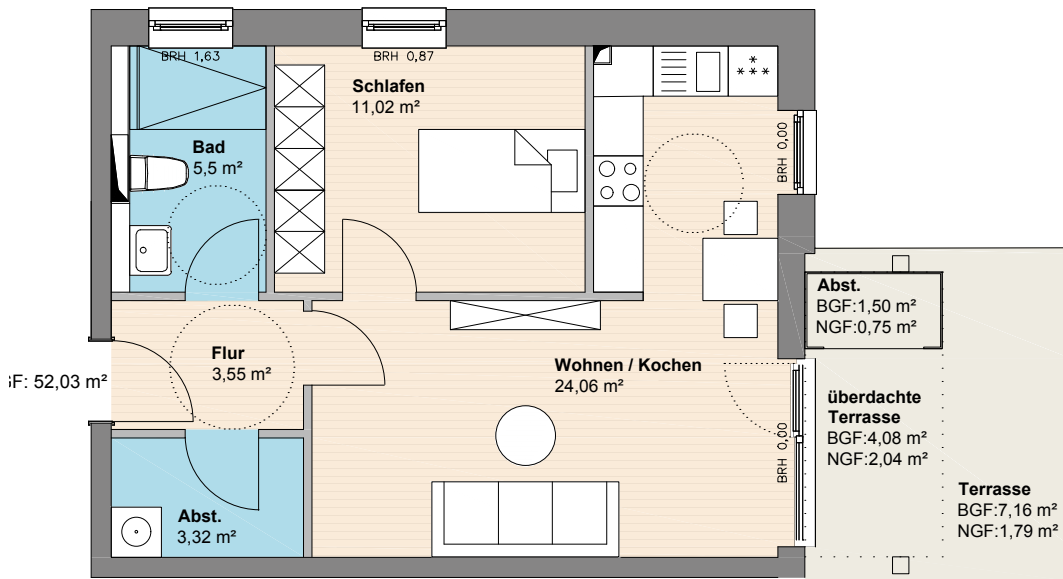 BRH 1,63
BRH 0,87
***
Schlafen
11,02 m²
Bad
5,5 m²
BRH 0,00
Abst.
BGF:1,50 m²
NGF:0,75 m²
Flur
3,55 m²
Wohnen / Kochen
24,06 m²
GF: 52,03 m²
überdachte
Terrasse
BGF:4,08 m²
NGF:2,04 m²
BRH 0,00
Terrasse
BGF:7,16 m²
NGF:1,79 m²
Abst.
3,32 m²